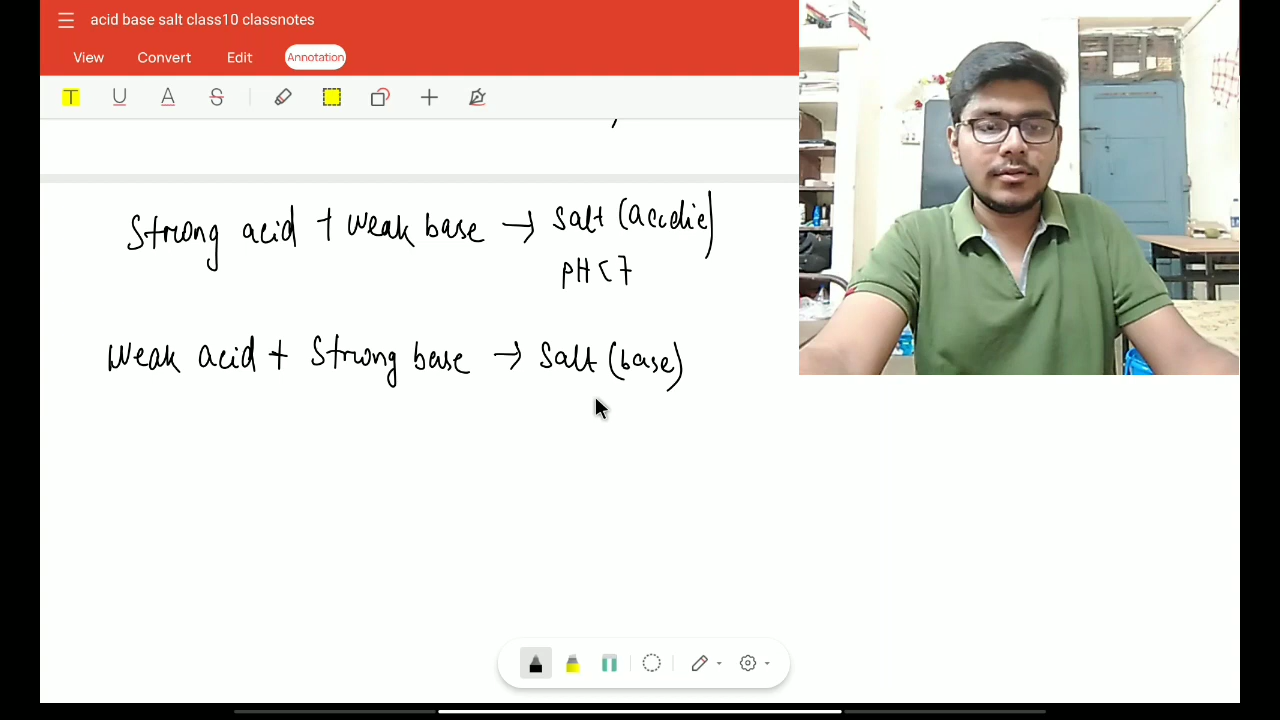 acid base salt class10 classnotes
View Convert Edit Annotation
T U A S
Strong acid + weak base → Salt (accdic)
pH < 7
Weak acid + Strong base → Salt (base)